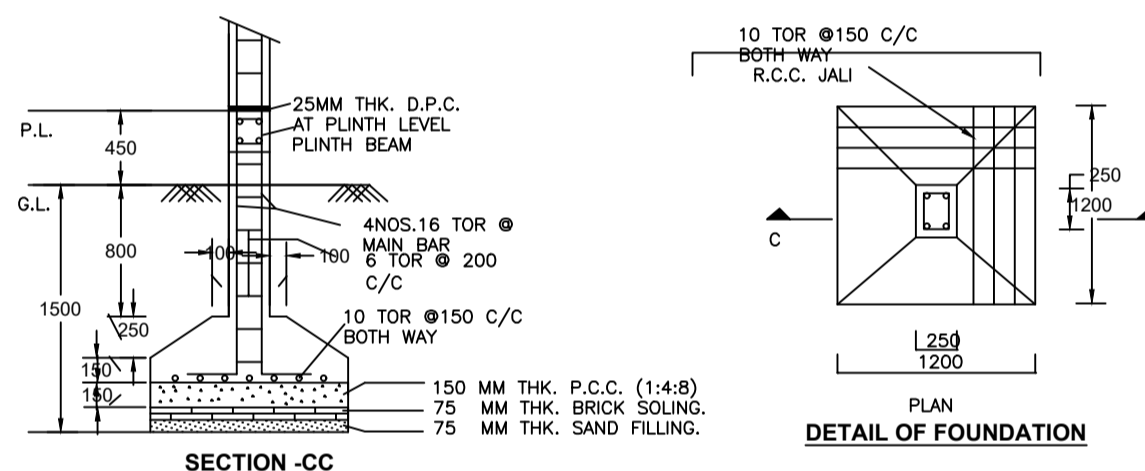 25MM THK. D.P.C.
AT PLINTH LEVEL
PLINTH BEAM
P.L.
450
G.L.
800
1500
100
100
4NOS.16 TOR @
MAIN BAR
6 TOR @ 200
C/C
250
10 TOR @150 C/C
BOTH WAY
150
150
150 MM THK. P.C.C. (1:4:8)
75 MM THK. BRICK SOLING.
75 MM THK. SAND FILLING.
SECTION -CC
10 TOR @150 C/C
BOTH WAY
R.C.C. JALI
250
1200
C
250
1200
PLAN
DETAIL OF FOUNDATION